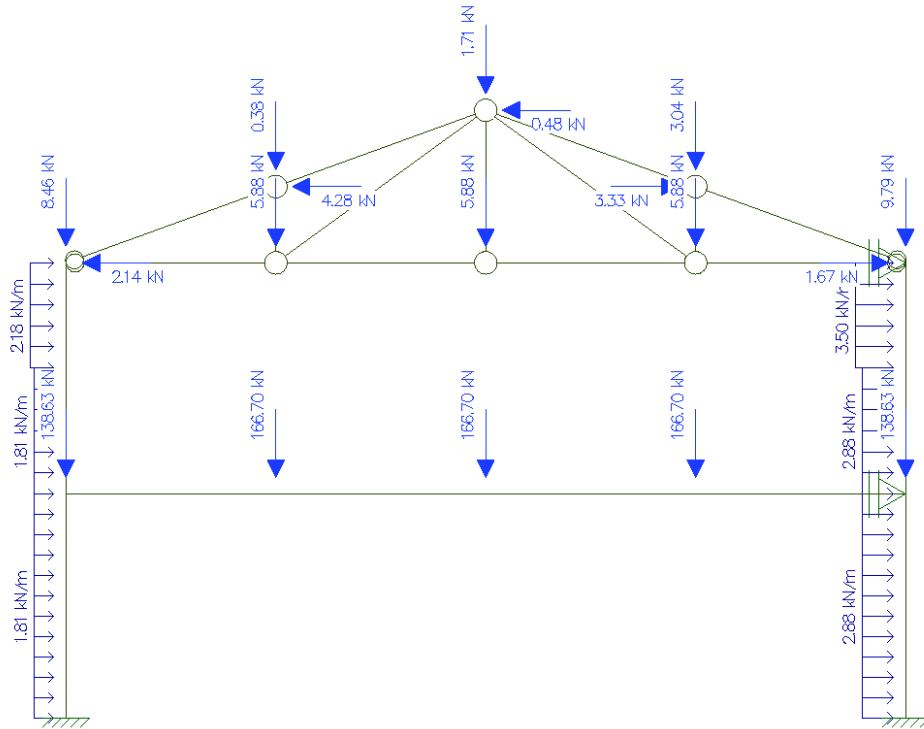 1.71 kN
0.48 kN
0.38 kN
3.04 kN
8.46 kN
5.88 kN
4.28 kN
5.88 kN
3.33 kN
5.88 kN
9.79 kN
2.14 kN
1.67 kN
2.18 kN/m
3.50 kN/
1.81 kN/m
138.63 kN
166.70 kN
166.70 kN
166.70 kN
2.88 kN/m
138.63 kN
1.81 kN/m
2.88 kN/m